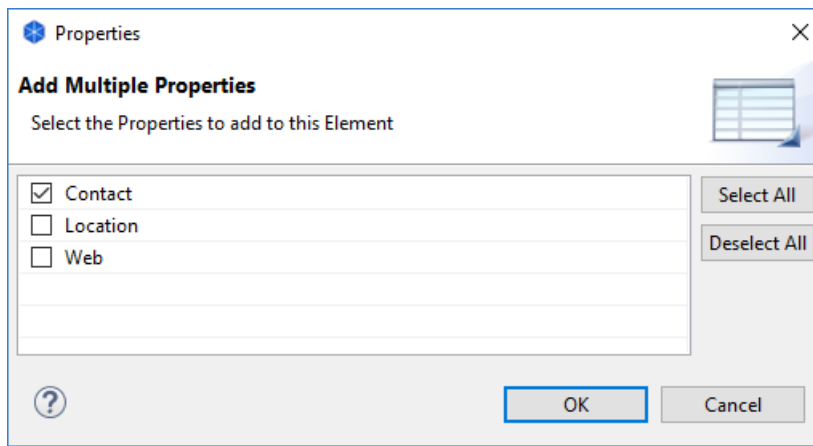 Properties
Add Multiple Properties
Select the Properties to add to this Element
Contact
Location
Web
Select All
Deselect All
OK
Cancel